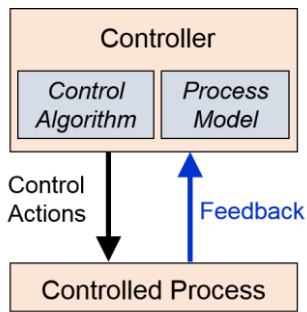 Controller
Control
Algorithm
Process
Model
Control
Actions
Feedback
Controlled Process